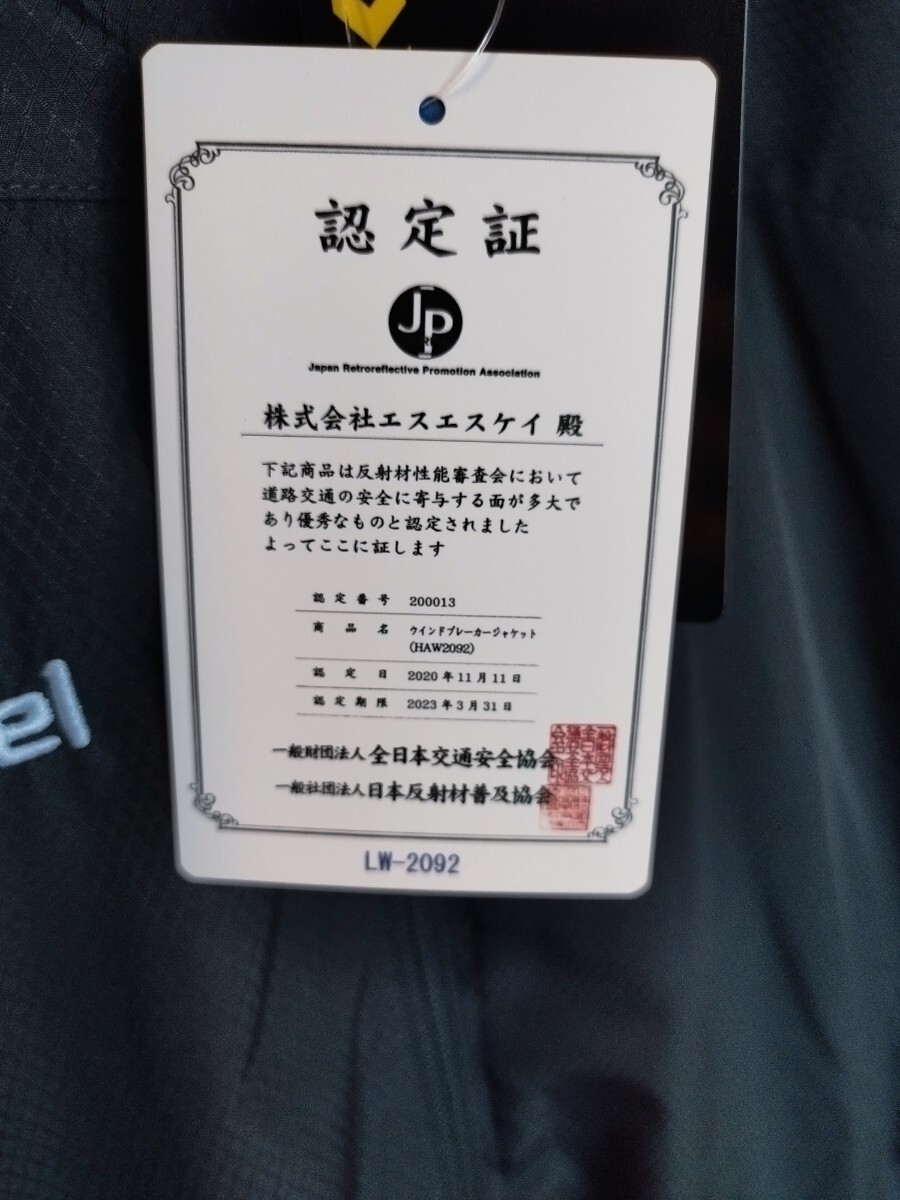 認定証
JP
Japan Retroreflective Promotion Association
株式会社エスエスケイ 殿
下記商品は反射材性能審査会において
道路交通の安全に寄与する面が多大で
あり優秀なものと認定されました
よってここに証します
認定番号 200013
商品名 ウインドブレーカージャケット
(HAW2092)
認定日 2020年11月11日
認定期限 2023年3月31日
一般財団法人 全日本交通安全協会
一般社団法人 日本反射材普及協会
LW-2092
el